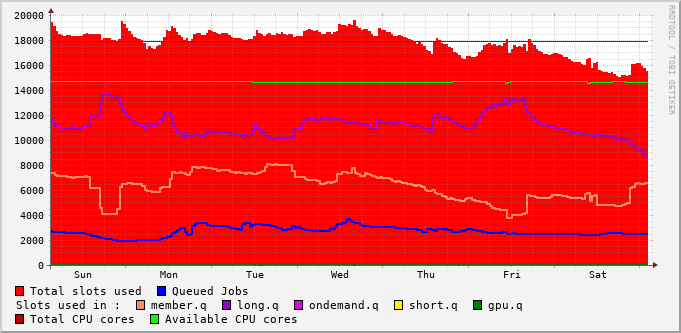 20000
18000
16000
14000
12000
10000
8000
6000
4000
2000
0
Sun Mon Tue Wed Thu Fri Sat
RRDTOOL / TOBI OETIKER
Total slots used Queued Jobs
Slots used in : member.q long.q ondemand.q short.q gpu.q
Total CPU cores Available CPU cores